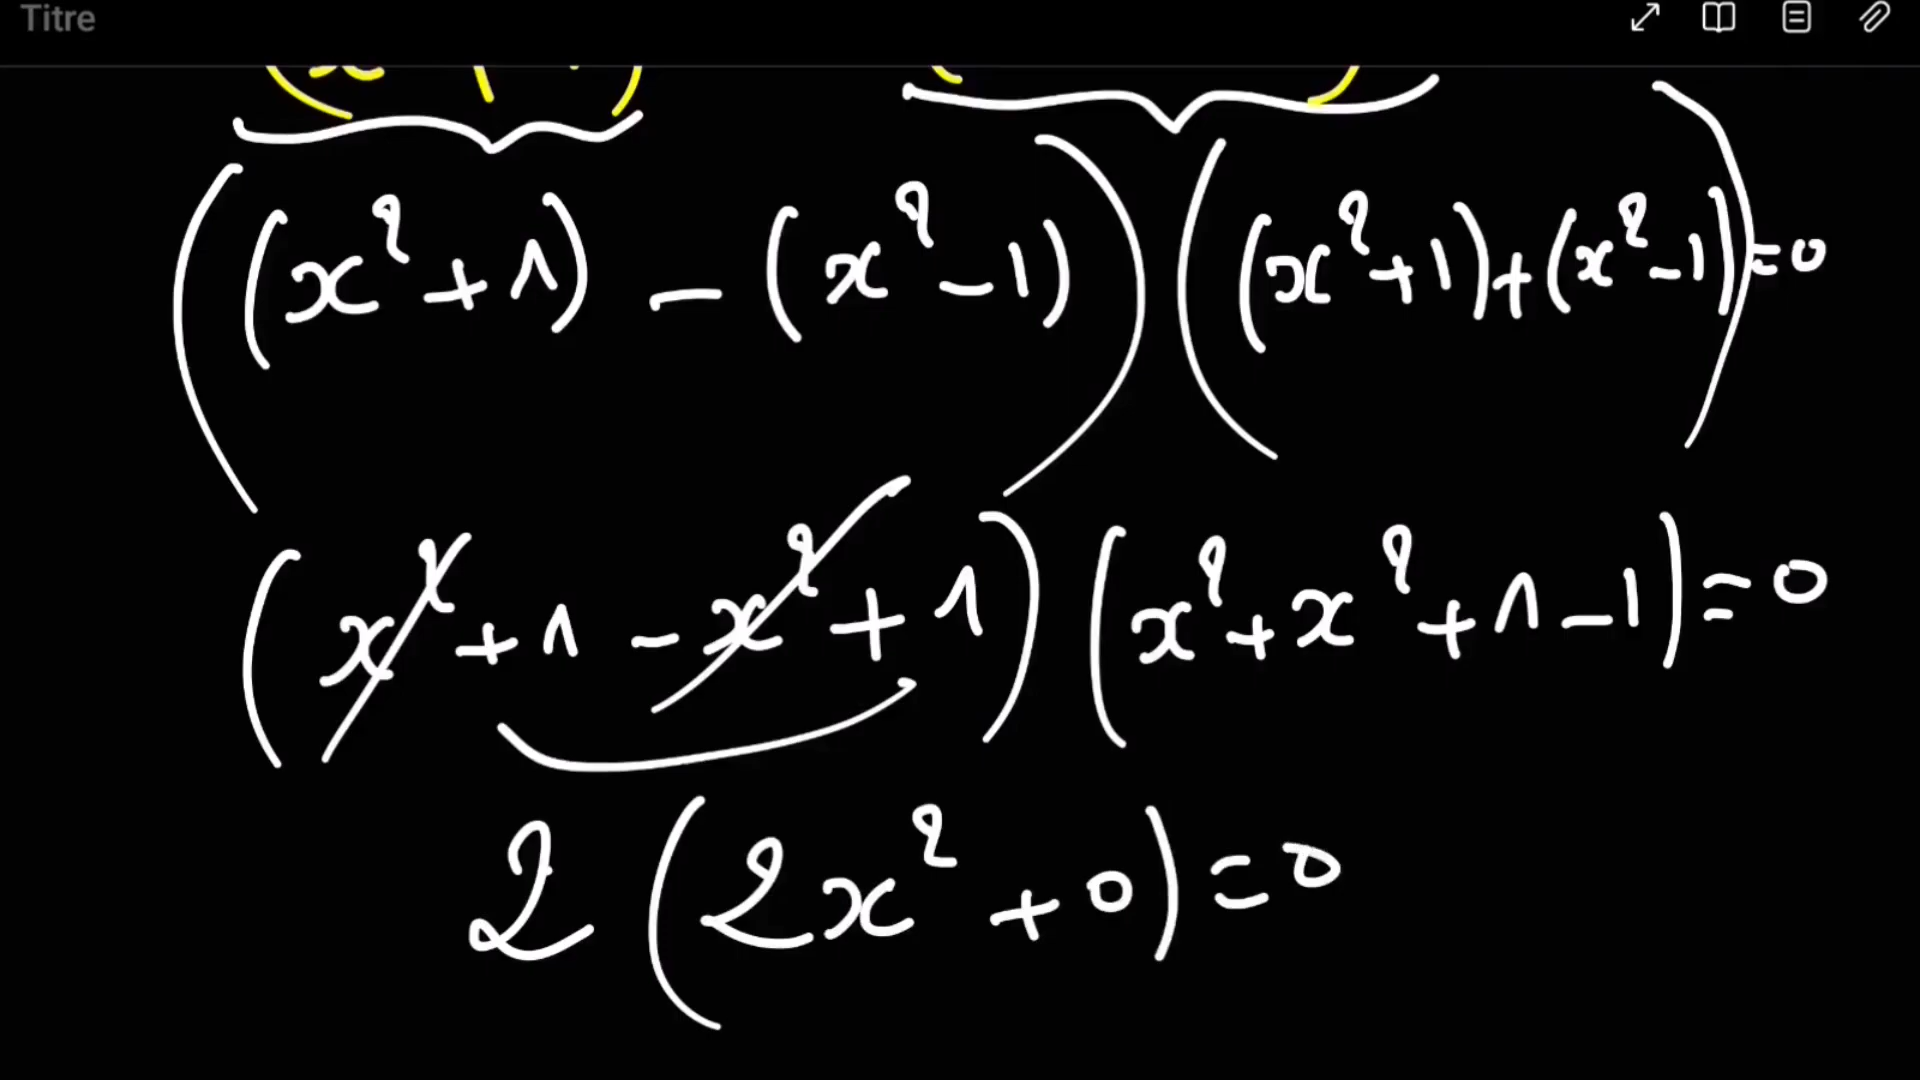 Titre
((x²+1)-(x²-1))((x²+1)+(x²-1))=0
(x²+1-x²+1)(x²+x²+1-1)=0
2(2x²+0)=0